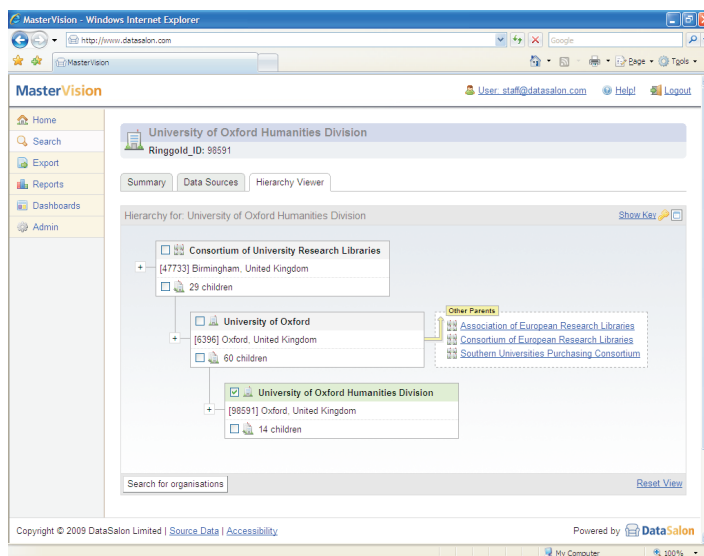 MasterVision - Windows Internet Explorer
http://www.datasalon.com
Google
MasterVision
Page Tools
MasterVision
User: staff@datasalon.com Help! Logout
Home
Search
Export
Reports
Dashboards
Admin
University of Oxford Humanities Division
Ringgold_ID: 98591
Summary Data Sources Hierarchy Viewer
Hierarchy for: University of Oxford Humanities Division Show Key
Consortium of University Research Libraries
[47733] Birmingham, United Kingdom
29 children
University of Oxford
[6396] Oxford, United Kingdom
60 children
Other Parents
Association of European Research Libraries
Consortium of European Research Libraries
Southern Universities Purchasing Consortium
University of Oxford Humanities Division
[98591] Oxford, United Kingdom
14 children
Search for organisations Reset View
Copyright © 2009 DataSalon Limited | Source Data | Accessibility Powered by DataSalon
My Computer 100%